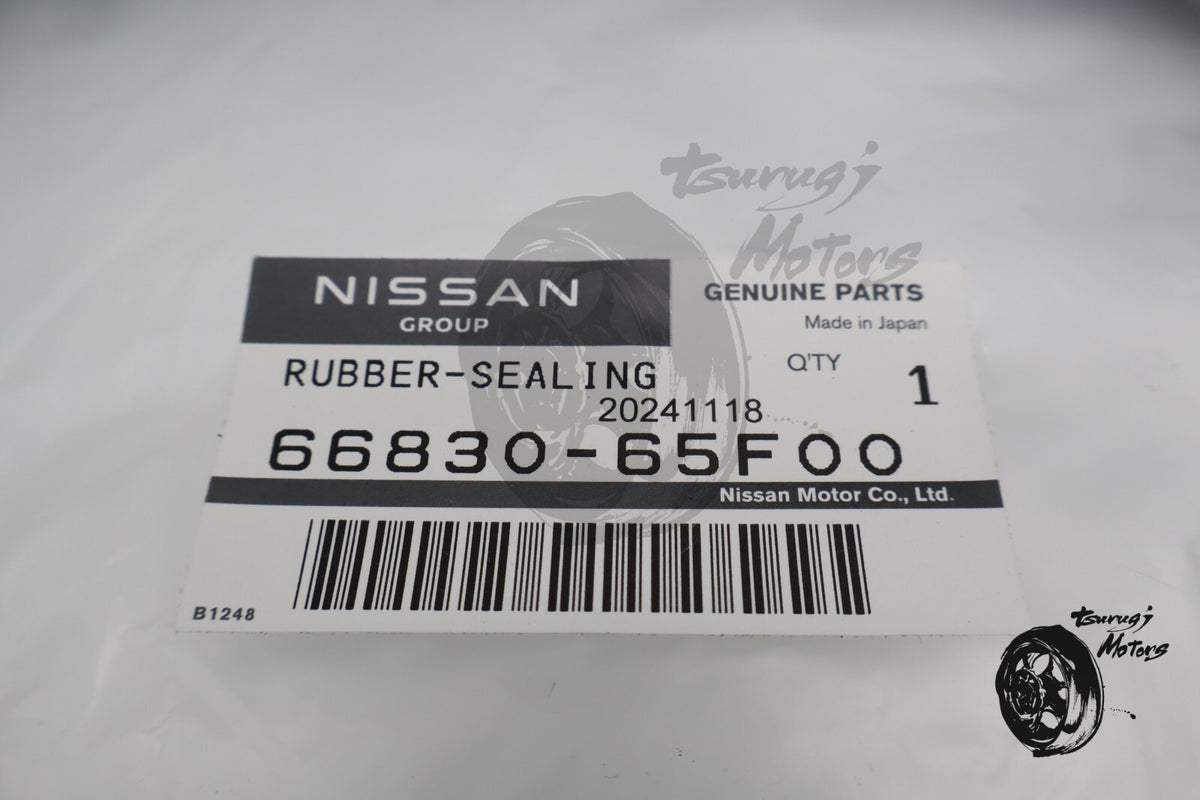 tsurugi
Motors
NISSAN
GROUP
GENUINE PARTS
Made in Japan
RUBBER-SEALING
Q'TY
1
20241118
66830-65F00
Nissan Motor Co., Ltd.
B1248
tsurugi
Motors